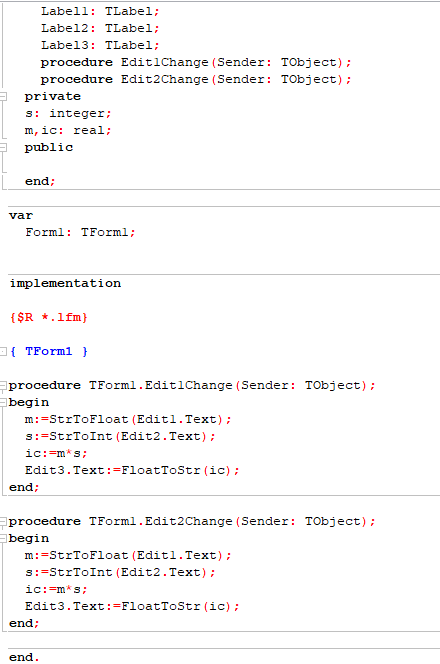 Label1: TLabel;
Label2: TLabel;
Label3: TLabel;
procedure Edit1Change(Sender: TObject);
procedure Edit2Change(Sender: TObject);
private
s: integer;
m,ic: real;
public
end;
var
Form1: TForm1;
implementation
{$R *.lfm}
{ TForm1 }
procedure TForm1.Edit1Change(Sender: TObject);
begin
m:=StrToFloat(Edit1.Text);
s:=StrToInt(Edit2.Text);
ic:=m*s;
Edit3.Text:=FloatToStr(ic);
end;
procedure TForm1.Edit2Change(Sender: TObject);
begin
m:=StrToFloat(Edit1.Text);
s:=StrToInt(Edit2.Text);
ic:=m*s;
Edit3.Text:=FloatToStr(ic);
end;
end.